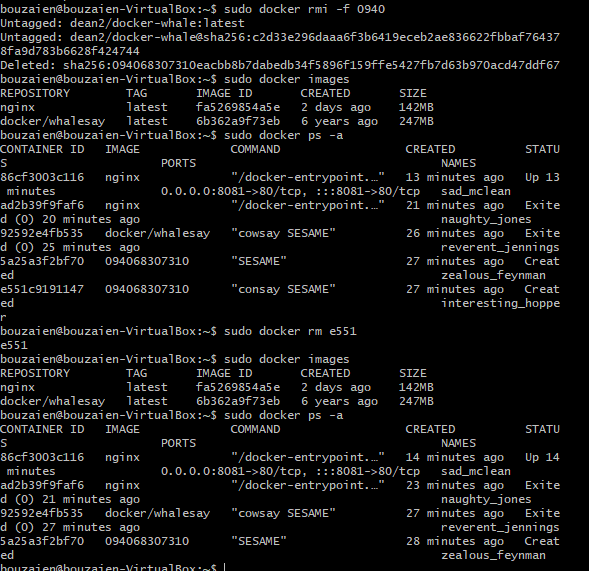 bouzaien@bouzaien-VirtualBox:~$ sudo docker rmi -f 0940
Untagged: dean2/docker-whale:latest
Untagged: dean2/docker-whale@sha256:c2d33e296daaa6f3b6419eceb2ae836622fbbaf76437
8fa9d783b6628f424744
Deleted: sha256:094068307310eacbb8b7dabedb34f5896f159ffe5427fb7d63b970acd47ddf67
bouzaien@bouzaien-VirtualBox:~$ sudo docker images
REPOSITORY TAG IMAGE ID CREATED SIZE
nginx latest fa5269854a5e 2 days ago 142MB
docker/whalesay latest 6b362a9f73eb 6 years ago 247MB
bouzaien@bouzaien-VirtualBox:~$ sudo docker ps -a
CONTAINER ID IMAGE COMMAND CREATED STATU
S PORTS NAMES
86cf3003c116 nginx "/docker-entrypoint.…" 13 minutes ago Up 13
minutes 0.0.0.0:8081->80/tcp, :::8081->80/tcp sad_mclean
ad2b39f9faf6 nginx "/docker-entrypoint.…" 21 minutes ago Exite
d (0) 20 minutes ago naughty_jones
92592e4fb535 docker/whalesay "cowsay SESAME" 26 minutes ago Exite
d (0) 25 minutes ago reverent_jennings
5a25a3f2bf70 094068307310 "SESAME" 27 minutes ago Creat
ed zealous_feynman
e551c9191147 094068307310 "consay SESAME" 27 minutes ago Creat
ed interesting_hoppe
r
bouzaien@bouzaien-VirtualBox:~$ sudo docker rm e551
e551
bouzaien@bouzaien-VirtualBox:~$ sudo docker images
REPOSITORY TAG IMAGE ID CREATED SIZE
nginx latest fa5269854a5e 2 days ago 142MB
docker/whalesay latest 6b362a9f73eb 6 years ago 247MB
bouzaien@bouzaien-VirtualBox:~$ sudo docker ps -a
CONTAINER ID IMAGE COMMAND CREATED STATU
S PORTS NAMES
86cf3003c116 nginx "/docker-entrypoint.…" 14 minutes ago Up 14
minutes 0.0.0.0:8081->80/tcp, :::8081->80/tcp sad_mclean
ad2b39f9faf6 nginx "/docker-entrypoint.…" 23 minutes ago Exite
d (0) 21 minutes ago naughty_jones
92592e4fb535 docker/whalesay "cowsay SESAME" 27 minutes ago Exite
d (0) 27 minutes ago reverent_jennings
5a25a3f2bf70 094068307310 "SESAME" 28 minutes ago Creat
ed zealous_feynman
bouzaien@bouzaien-VirtualBox:~$